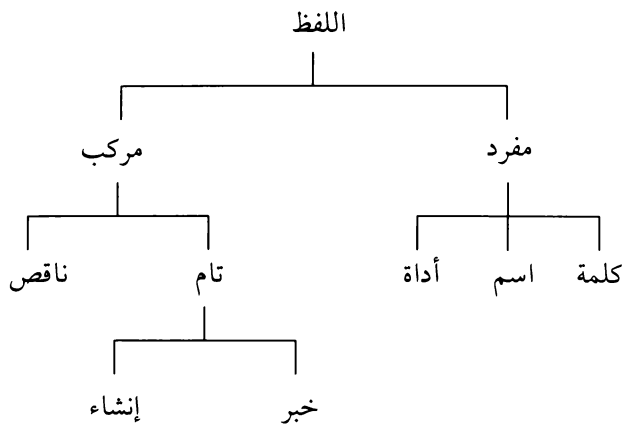 اللفظ
مفرد مركب
كلمة اسم أداة تام ناقص
خبر إنشاء